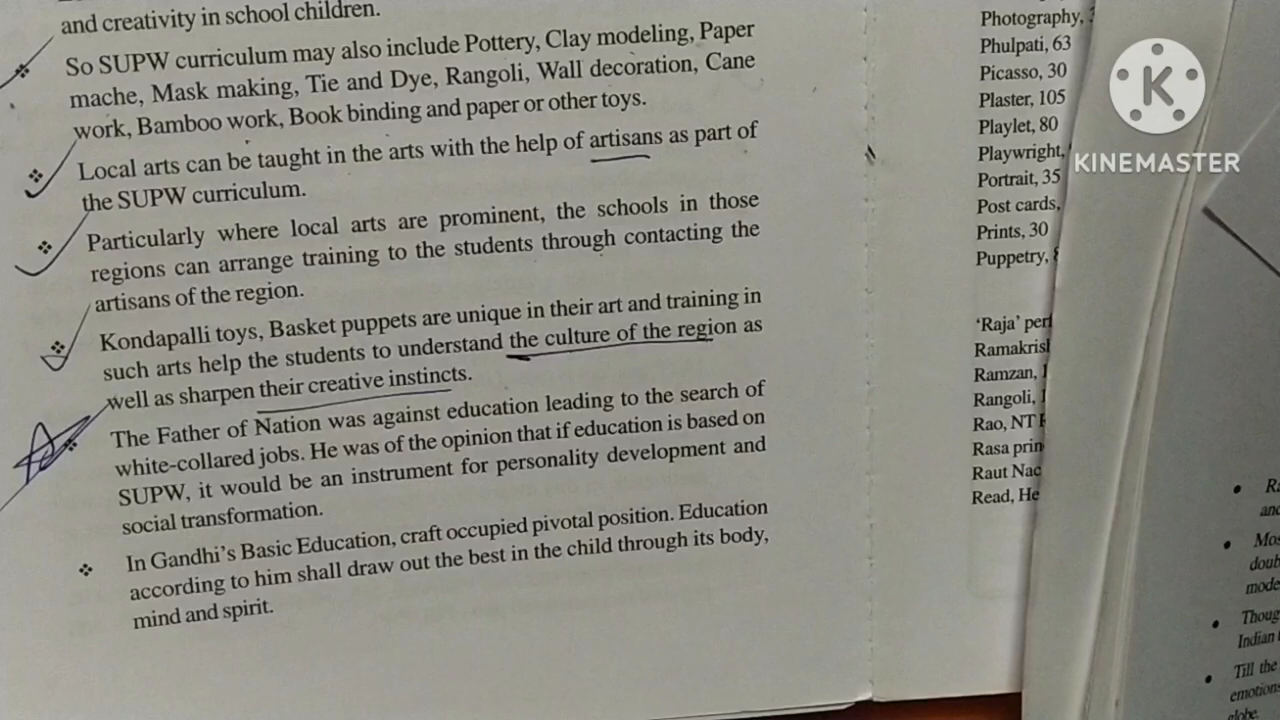 and creativity in school children.
So SUPW curriculum may also include Pottery, Clay modeling, Paper
mache, Mask making, Tie and Dye, Rangoli, Wall decoration, Cane
work, Bamboo work, Book binding and paper or other toys.
Local arts can be taught in the arts with the help of artisans as part of
the SUPW curriculum.
Particularly where local arts are prominent, the schools in those
regions can arrange training to the students through contacting the
artisans of the region.
Kondapalli toys, Basket puppets are unique in their art and training in
such arts help the students to understand the culture of the region as
well as sharpen their creative instincts.
The Father of Nation was against education leading to the search of
white-collared jobs. He was of the opinion that if education is based on
SUPW, it would be an instrument for personality development and
social transformation.
In Gandhi's Basic Education, craft occupied pivotal position. Education
according to him shall draw out the best in the child through its body,
mind and spirit.
Photography,
Phulpati, 63
Picasso, 30
Plaster, 105
Playlet, 80
Playwright,
Portrait, 35
Post cards,
Prints, 30
Puppetry,
'Raja'
Ramzan,
Rangoli,
Rao, NT
Rasa
Raut
Read,
K
KINEMASTER
Till the